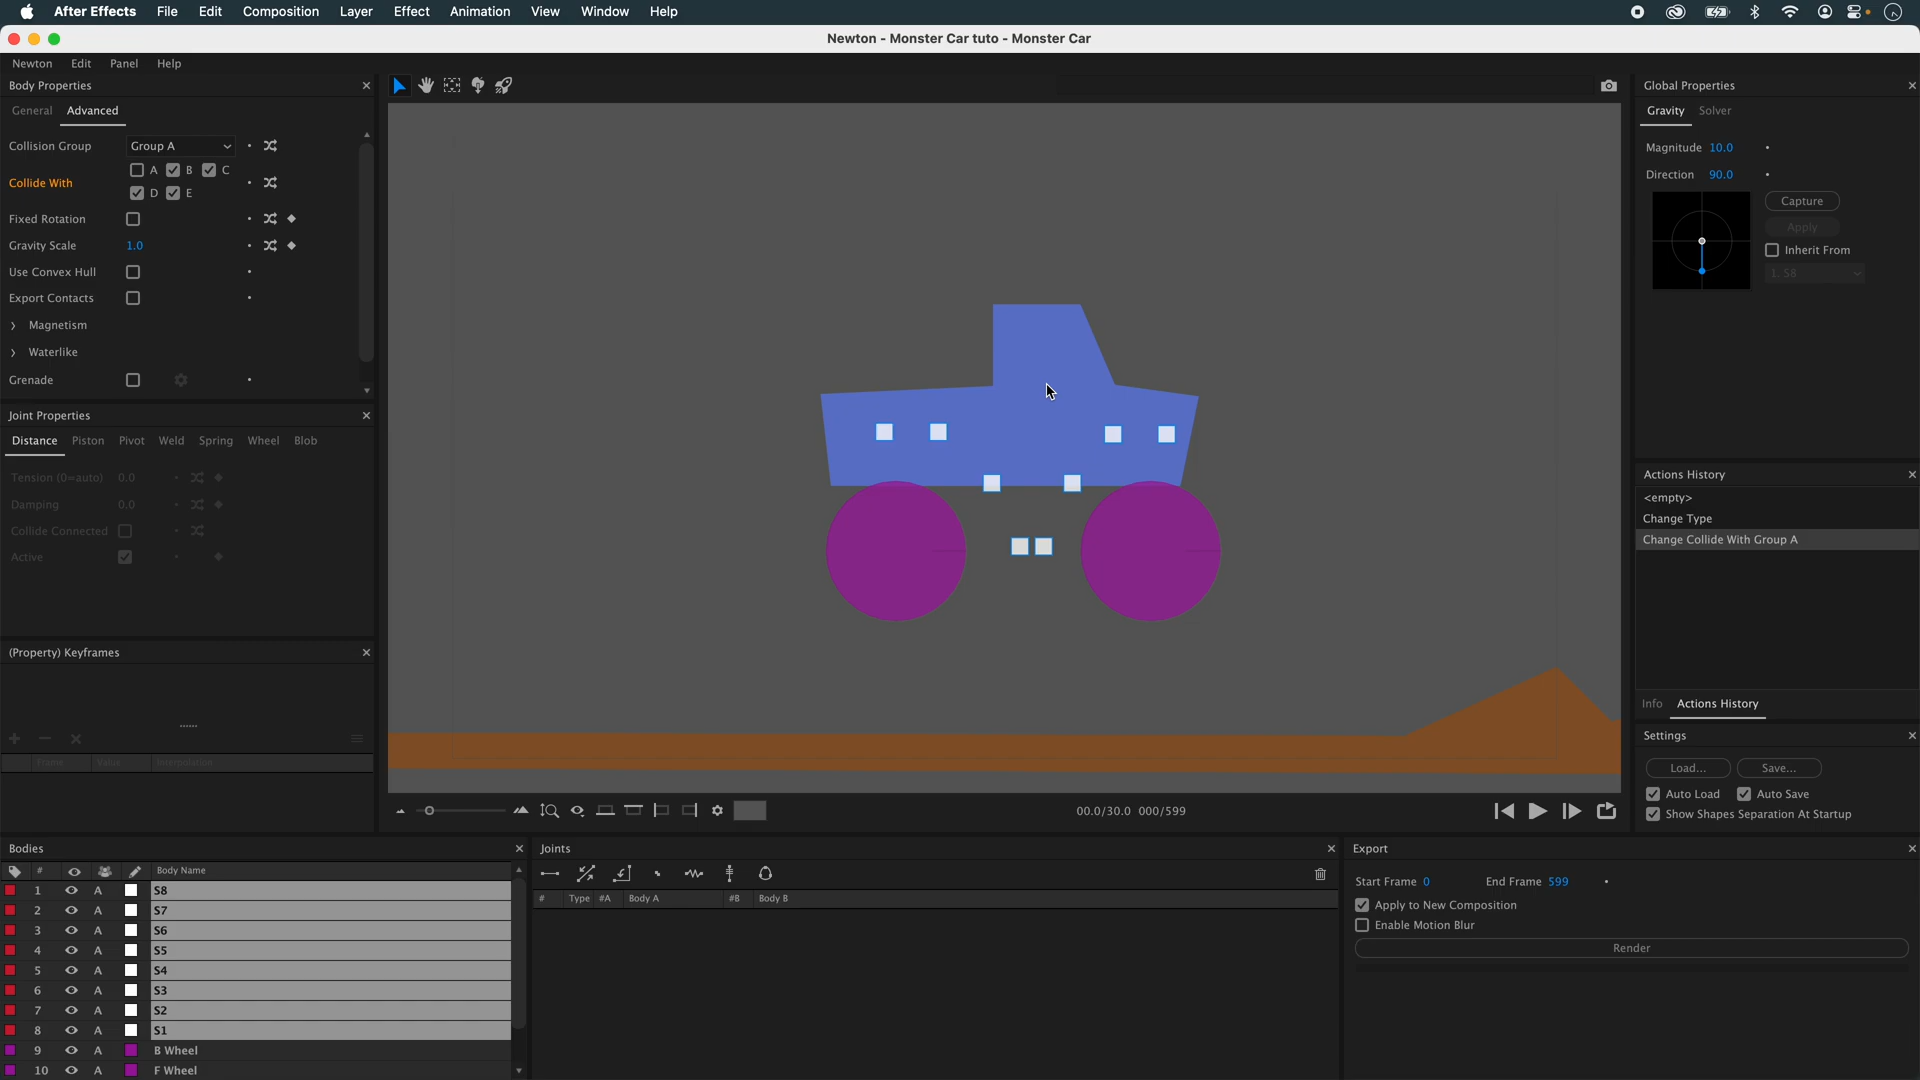 After Effects File Edit Composition Layer Effect Animation View Window Help
Newton - Monster Car tuto - Monster Car
Newton Edit Panel Help
Body Properties
General Advanced
Collision Group Group A
A B C
Collide With
D E
Fixed Rotation
Gravity Scale 1.0
Use Convex Hull
Export Contacts
Magnetism
Waterlike
Grenade
Joint Properties
Distance Piston Pivot Weld Spring Wheel Blob
Tension (0=auto) 0.0
Damping 0.0
Collide Connected
Active
(Property) Keyframes
Frame Value Interpolation
00.0/30.0 000/599
Global Properties
Gravity Solver
Magnitude 10.0
Direction 90.0
Capture
Apply
Inherit From
1. S8
Actions History
<empty>
Change Type
Change Collide With Group A
Info Actions History
Settings
Load... Save...
Auto Load Auto Save
Show Shapes Separation At Startup
Bodies
# Body Name
1 A S8
2 A S7
3 A S6
4 A S5
5 A S4
6 A S3
7 A S2
8 A S1
9 A B Wheel
10 A F Wheel
Joints
# Type #A Body A #B Body B
Export
Start Frame 0 End Frame 599
Apply to New Composition
Enable Motion Blur
Render